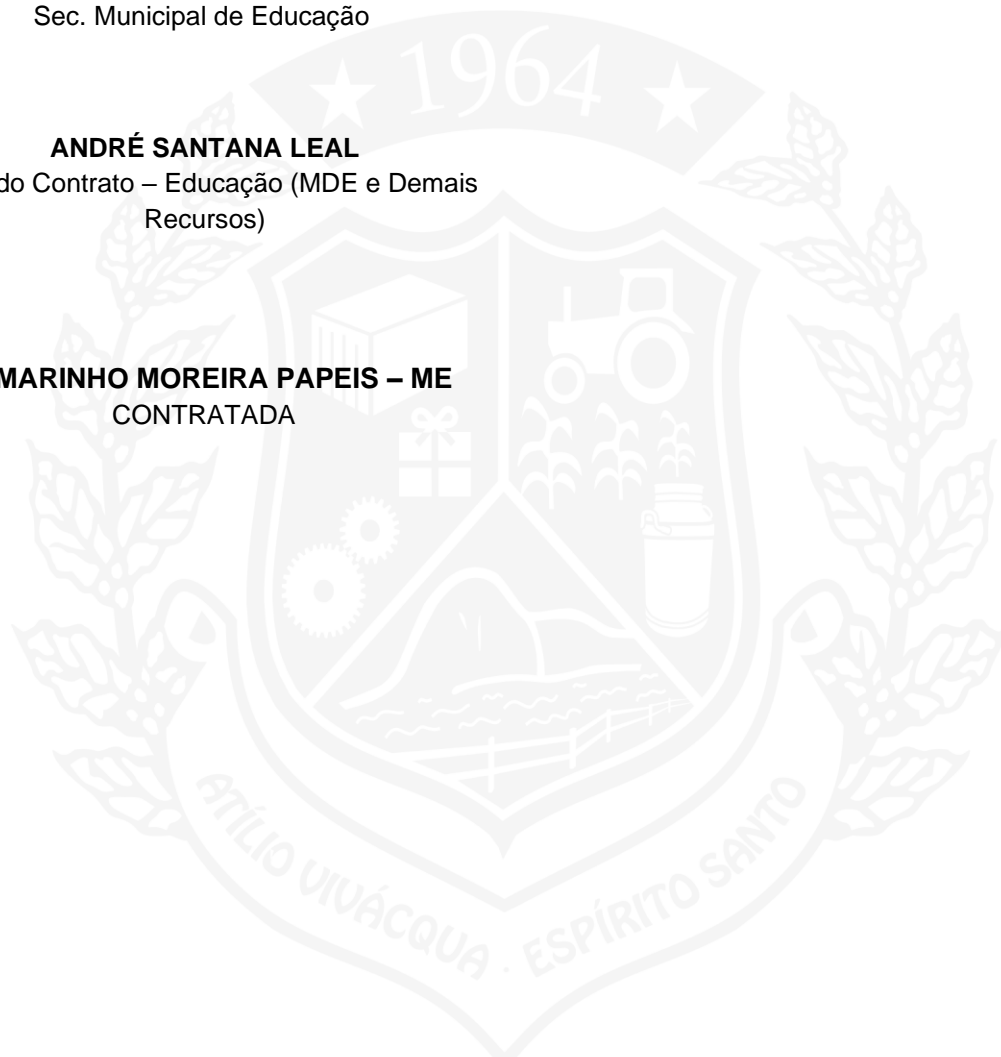 Sec. Municipal de Educação
1964
ANDRÉ SANTANA LEAL
do Contrato – Educação (MDE e Demais
Recursos)
MARINHO MOREIRA PAPEIS – ME
CONTRATADA
ATÍLIO VIVÁCQUA . ESPÍRITO SANTO